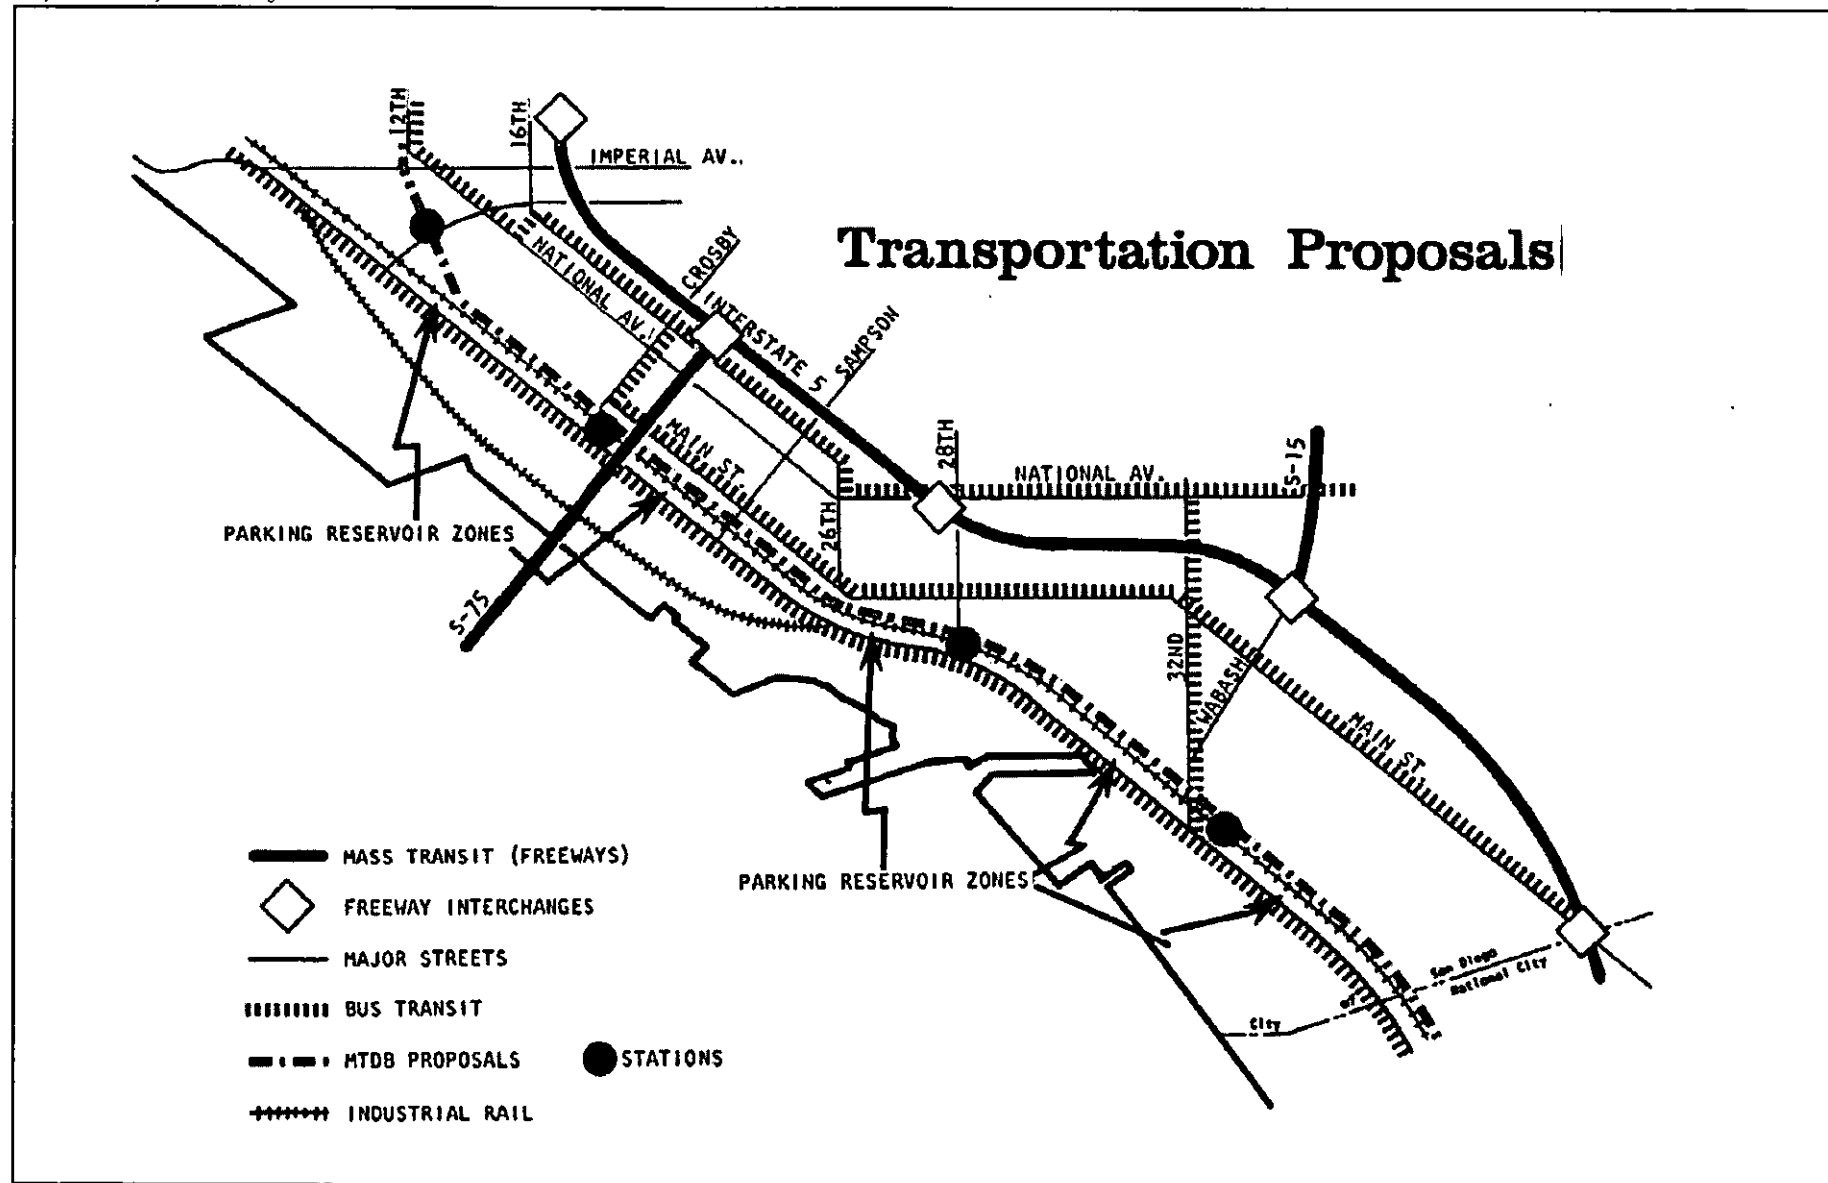 12TH
16TH
IMPERIAL AV..
Transportation Proposals
CROSBY
NATIONAL AV.
INTERSTATE 5
SAMPSON
28TH
NATIONAL AV.
S-15
MAIN ST.
26TH
PARKING RESERVOIR ZONES
S-75
32ND
WABASH
MAIN ST.
PARKING RESERVOIR ZONES
MASS TRANSIT (FREEWAYS)
FREEWAY INTERCHANGES
MAJOR STREETS
BUS TRANSIT
MTDB PROPOSALS
STATIONS
INDUSTRIAL RAIL
San Diego
National City
City
of